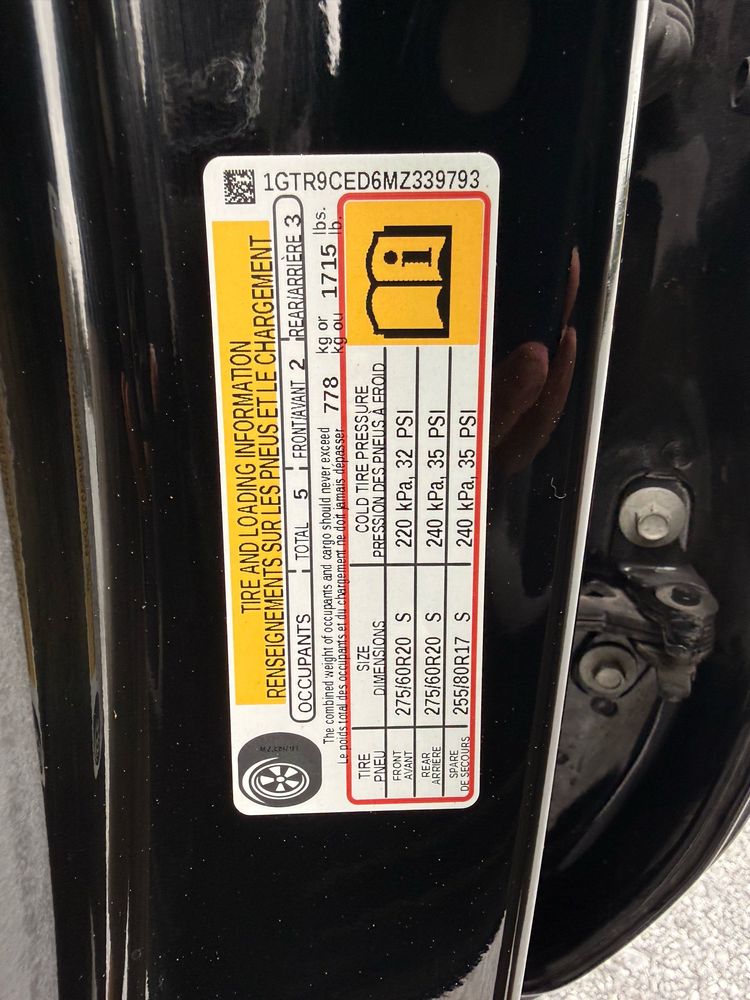 1GTR9CED6MZ339793
TIRE AND LOADING INFORMATION
RENSEIGNEMENTS SUR LES PNEUS ET LE CHARGEMENT
OCCUPANTS TOTAL 5 FRONT/AVANT 2 REAR/ARRIÈRE 3
The combined weight of occupants and cargo should never exceed 778 kg or 1715 lbs.
Le poids total des occupants et du chargement ne doit jamais dépasser kg ou lb.
TIRE SIZE COLD TIRE PRESSURE
PNEU DIMENSIONS PRESSION DES PNEUS À FROID
FRONT
AVANT 275/60R20 S 220 kPa, 32 PSI
REAR
ARRIERE 275/60R20 S 240 kPa, 35 PSI
SPARE
DE SECOURS 255/80R17 S 240 kPa, 35 PSI
i